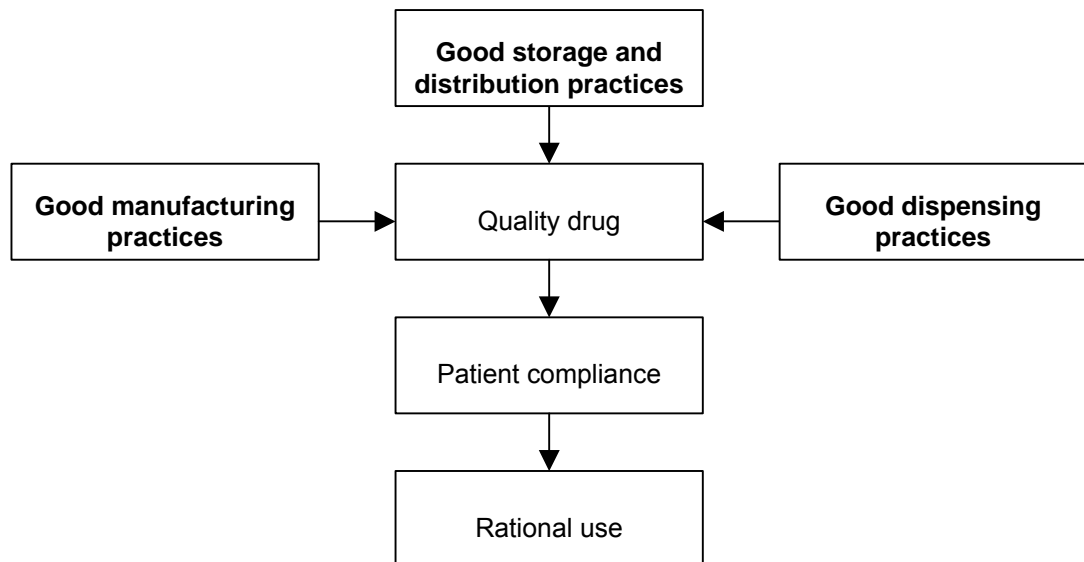 Good storage and
distribution practices
Good manufacturing
practices
Quality drug
Good dispensing
practices
Patient compliance
Rational use